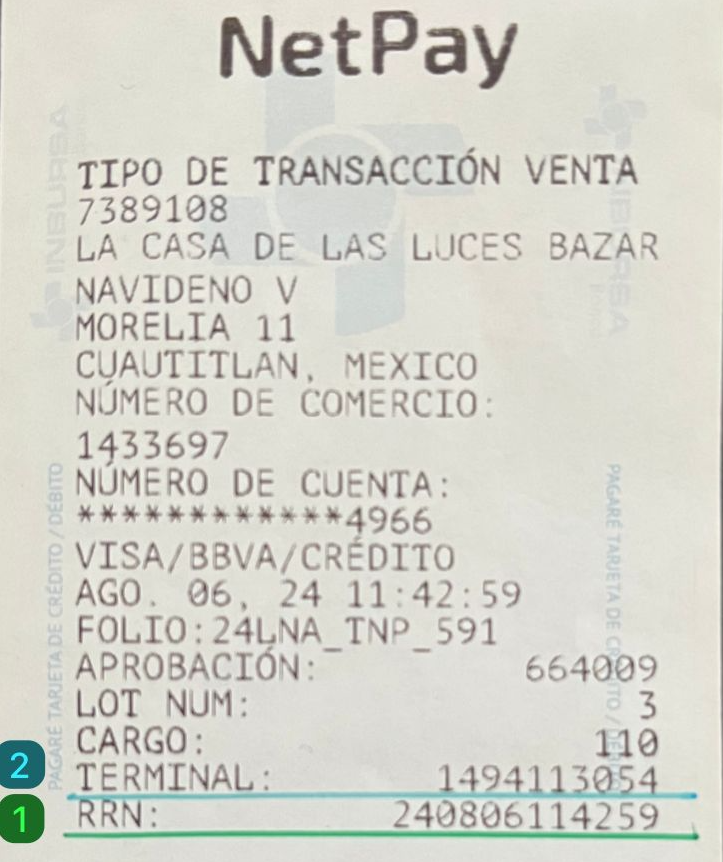 NetPay
TIPO DE TRANSACCIÓN VENTA
7389108
LA CASA DE LAS LUCES BAZAR
NAVIDENO V
MORELIA 11
CUAUTITLAN, MEXICO
NÚMERO DE COMERCIO:
1433697
NÚMERO DE CUENTA:
************4966
VISA/BBVA/CRÉDITO
AGO. 06, 24 11:42:59
FOLIO:24LNA_TNP_591
APROBACIÓN: 664009
LOT NUM: 3
CARGO: 110
2 TERMINAL: 1494113054
1 RRN: 240806114259
INBURSA
INBURSA
PAGARÉ TARJETA DE CRÉDITO / DÉBITO
PAGARÉ TARJETA DE CRÉDITO / DÉBITO